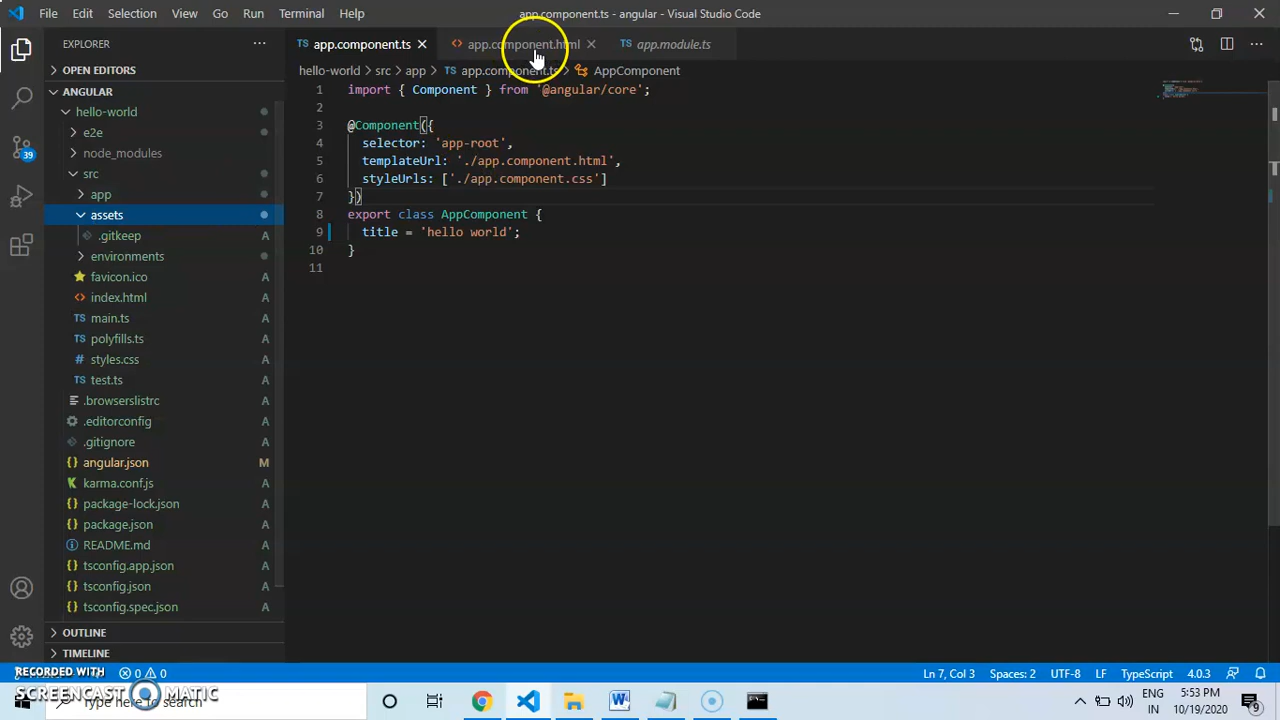 File Edit Selection View Go Run Terminal Help
app.component.ts - angular - Visual Studio Code
EXPLORER
OPEN EDITORS
ANGULAR
hello-world
e2e
node_modules
src
app
assets
.gitkeep A
environments
favicon.ico A
index.html A
main.ts A
polyfills.ts A
styles.css A
test.ts A
.browserslistrc A
.editorconfig A
.gitignore A
angular.json M
karma.conf.js A
package-lock.json A
package.json A
README.md A
tsconfig.app.json A
tsconfig.json A
tsconfig.spec.json A
OUTLINE
TIMELINE
39
TS app.component.ts
app.component.html
TS app.module.ts
hello-world > src > app > TS app.component.ts > AppComponent
1 import { Component } from '@angular/core';
2
3 @Component({
4 selector: 'app-root',
5 templateUrl: './app.component.html',
6 styleUrls: ['./app.component.css']
7 })
8 export class AppComponent {
9 title = 'hello world';
10 }
11
RECORDED WITH
SCREENCAST MATIC
0 0
Ln 7, Col 3 Spaces: 2 UTF-8 LF TypeScript 4.0.3
Type here to search
ENG
IN
5:53 PM
10/19/2020
9